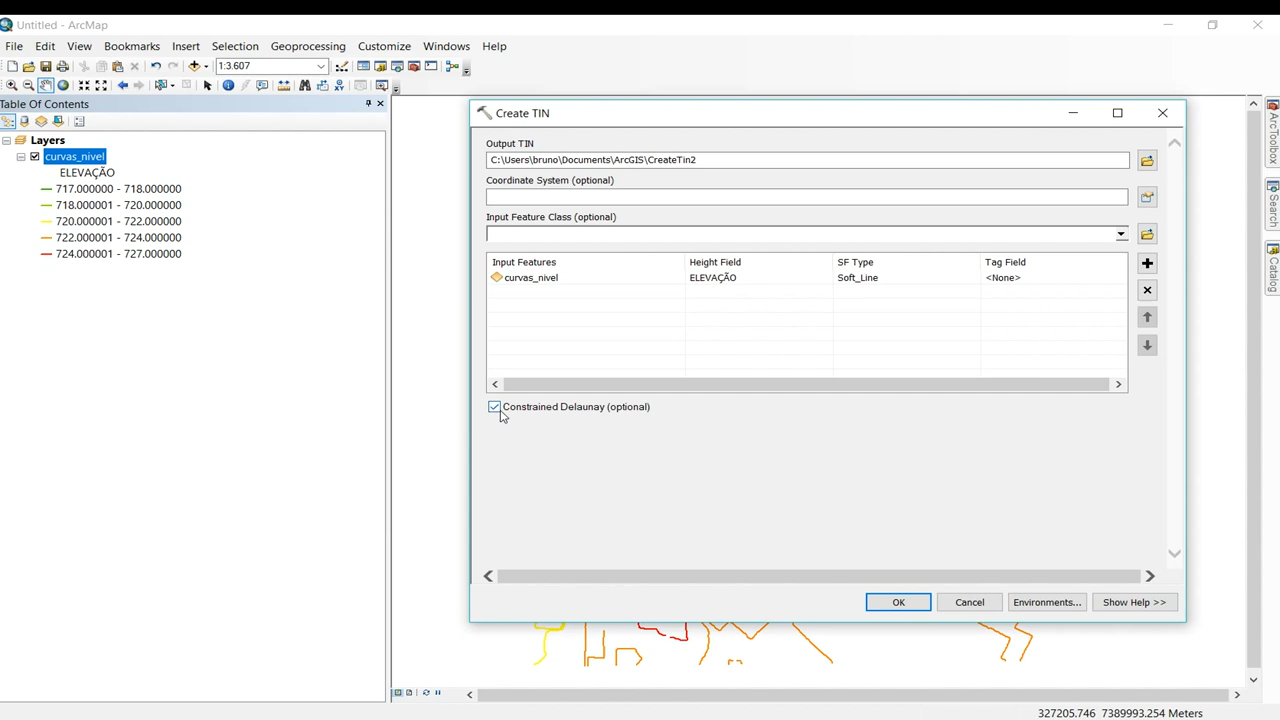 Untitled - ArcMap
File Edit View Bookmarks Insert Selection Geoprocessing Customize Windows Help
1:3.607
Table Of Contents
Layers
curvas_nivel
ELEVAÇÃO
717.000000 - 718.000000
718.000001 - 720.000000
720.000001 - 722.000000
722.000001 - 724.000000
724.000001 - 727.000000
Create TIN
Output TIN
C:\Users\bruno\Documents\ArcGIS\CreateTin2
Coordinate System (optional)
Input Feature Class (optional)
Input Features Height Field SF Type Tag Field
curvas_nivel ELEVAÇÃO Soft_Line <None>
Constrained Delaunay (optional)
OK Cancel Environments... Show Help >>
ArcToolbox
Search
Catalog
327205.746 7389993.254 Meters